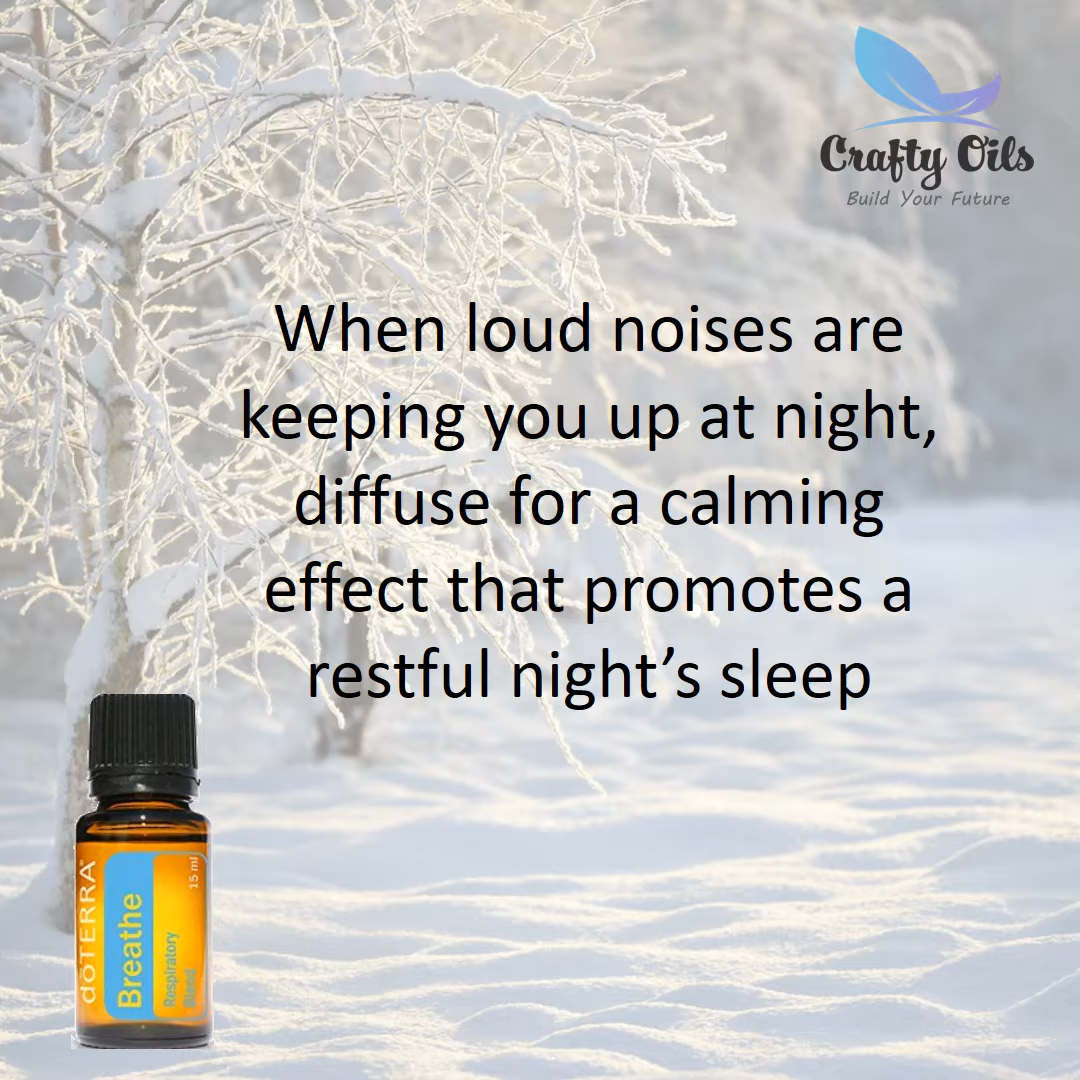 Crafty Oils
Build Your Future
When loud noises are
keeping you up at night,
diffuse for a calming
effect that promotes a
restful night’s sleep
dōTERRA®
Breathe
Respiratory
Blend
15 ml